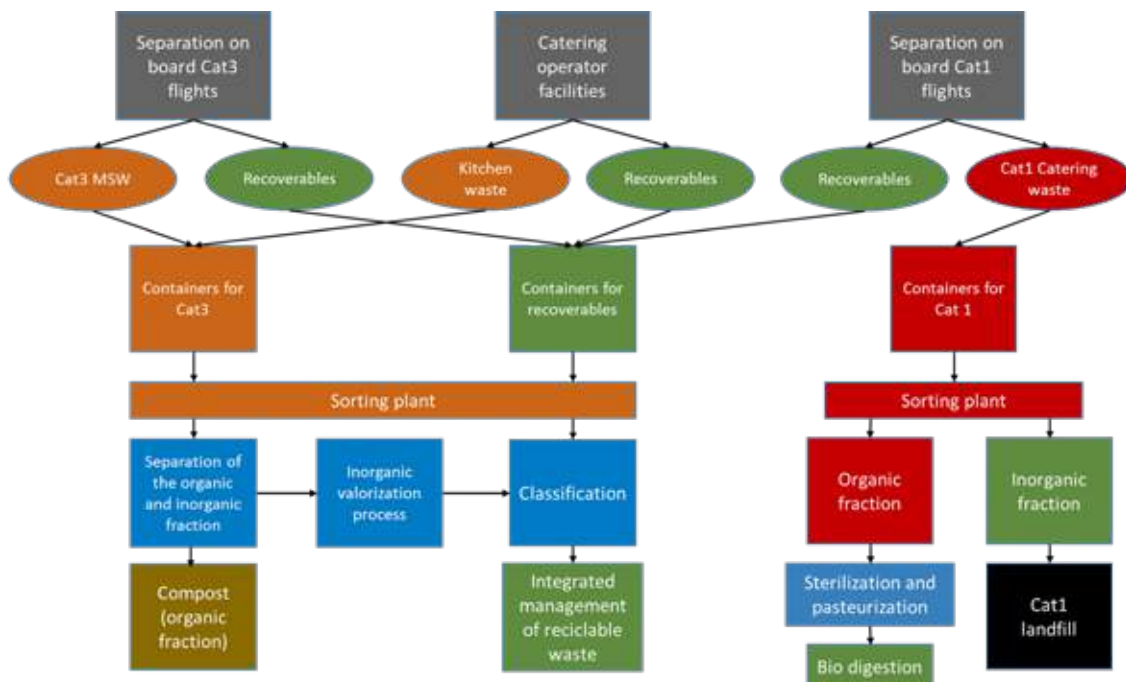 Separation on
board Cat3
flights
Catering
operator
facilities
Separation on
board Cat1
flights
Cat3 MSW
Recoverables
Kitchen
waste
Recoverables
Recoverables
Cat1 Catering
waste
Containers for
Cat3
Containers for
recoverables
Containers for
Cat 1
Sorting plant
Sorting plant
Separation of
the organic
and inorganic
fraction
Inorganic
valorization
process
Classification
Organic
fraction
Inorganic
fraction
Compost
(organic
fraction)
Integrated
management
of reciclable
waste
Sterilization and
pasteurization
Cat1
landfill
Bio digestion